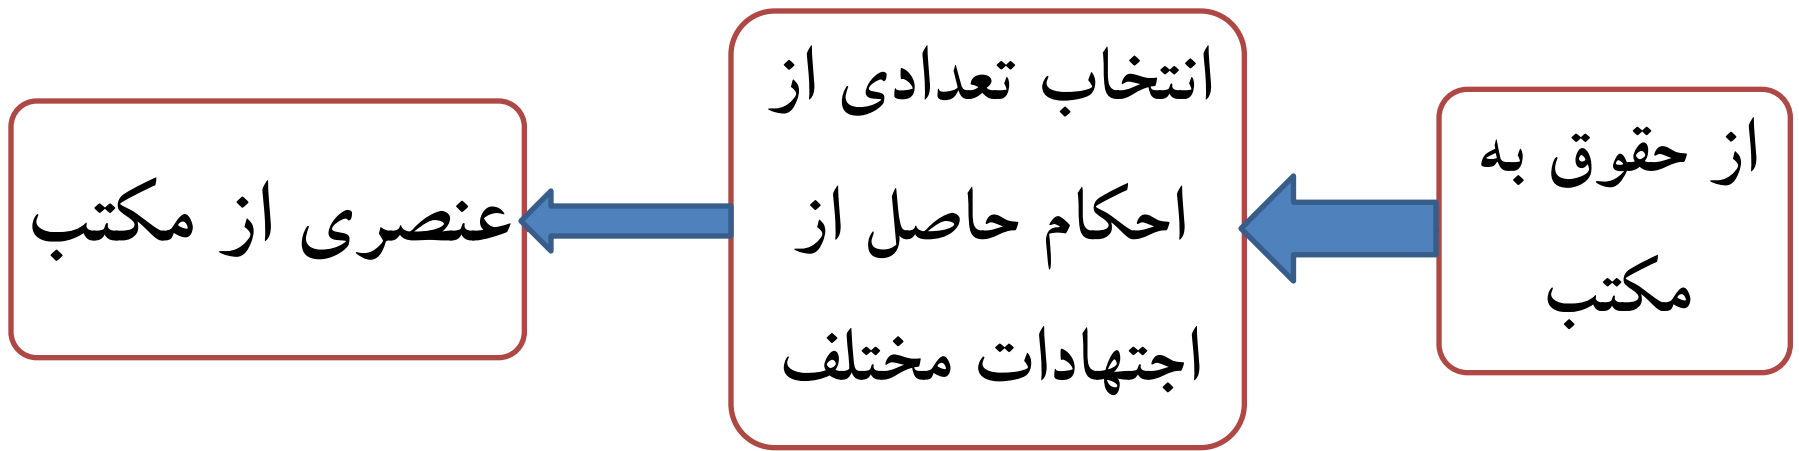 از حقوق به
مکتب
انتخاب تعدادی از
احکام حاصل از
اجتهادات مختلف
عنصری از مکتب